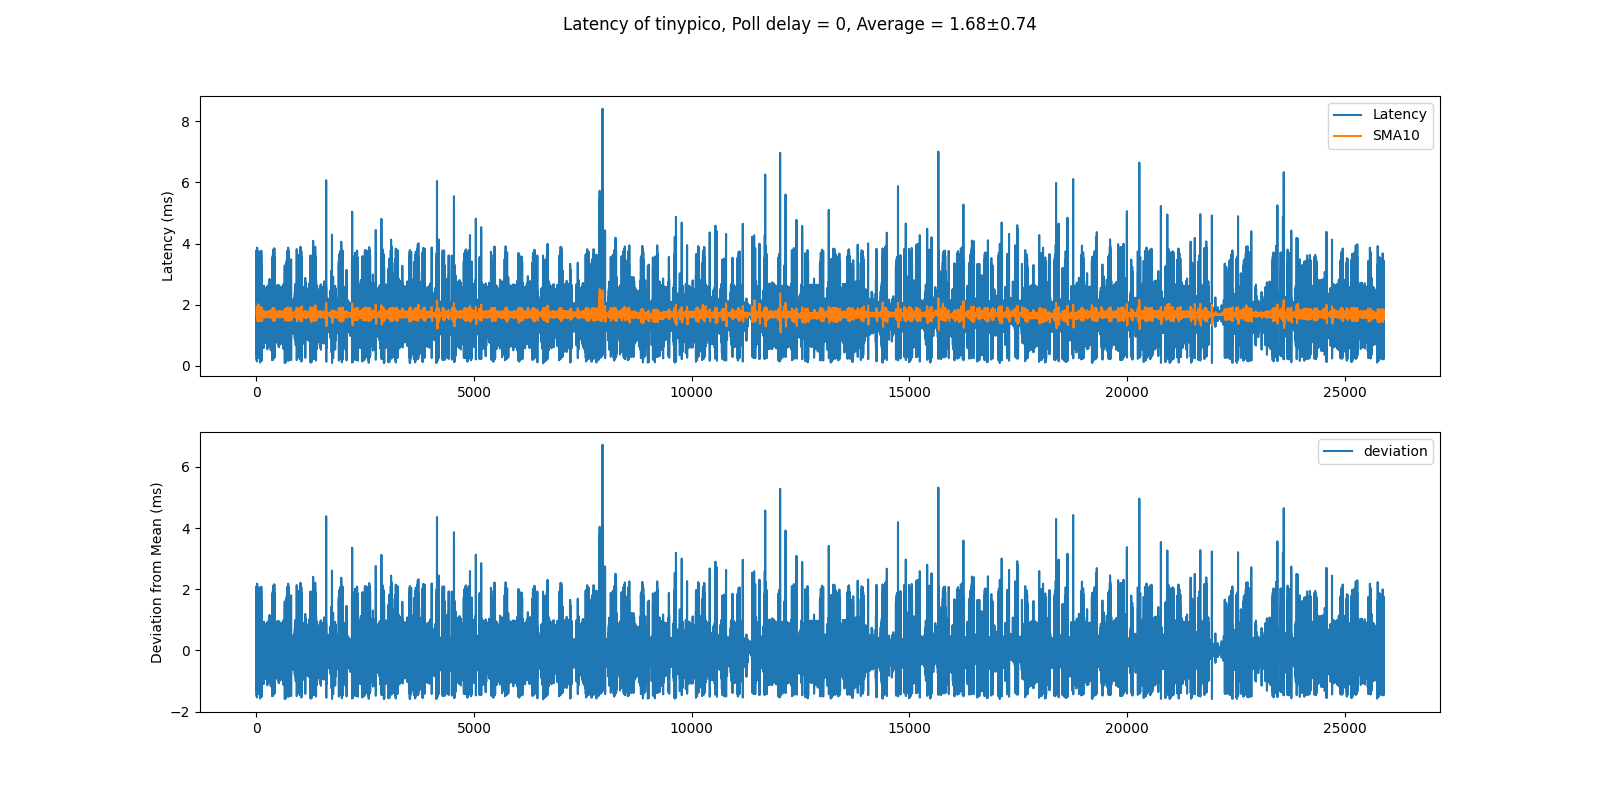 Latency of tinypico, Poll delay = 0, Average = 1.68±0.74
Latency (ms)
8
6
4
2
0
Latency
SMA10
0 5000 10000 15000 20000 25000
Deviation from Mean (ms)
6
4
2
0
−2
deviation
0 5000 10000 15000 20000 25000